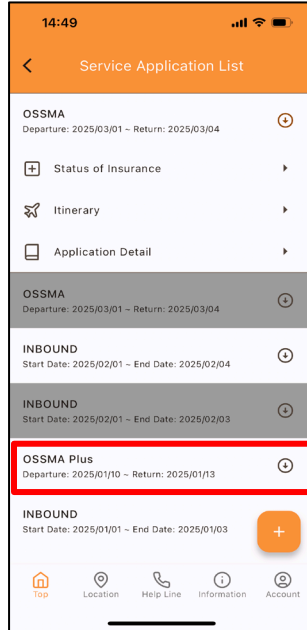 14:49
Service Application List
OSSMA
Departure: 2025/03/01 ~ Return: 2025/03/04
Status of Insurance
Itinerary
Application Detail
OSSMA
Departure: 2025/03/01 ~ Return: 2025/03/04
INBOUND
Start Date: 2025/02/01 ~ End Date: 2025/02/04
INBOUND
Start Date: 2025/02/01 ~ End Date: 2025/02/03
OSSMA Plus
Departure: 2025/01/10 ~ Return: 2025/01/13
INBOUND
Start Date: 2025/01/01 ~ End Date: 2025/01/03
Top Location Help Line Information Account